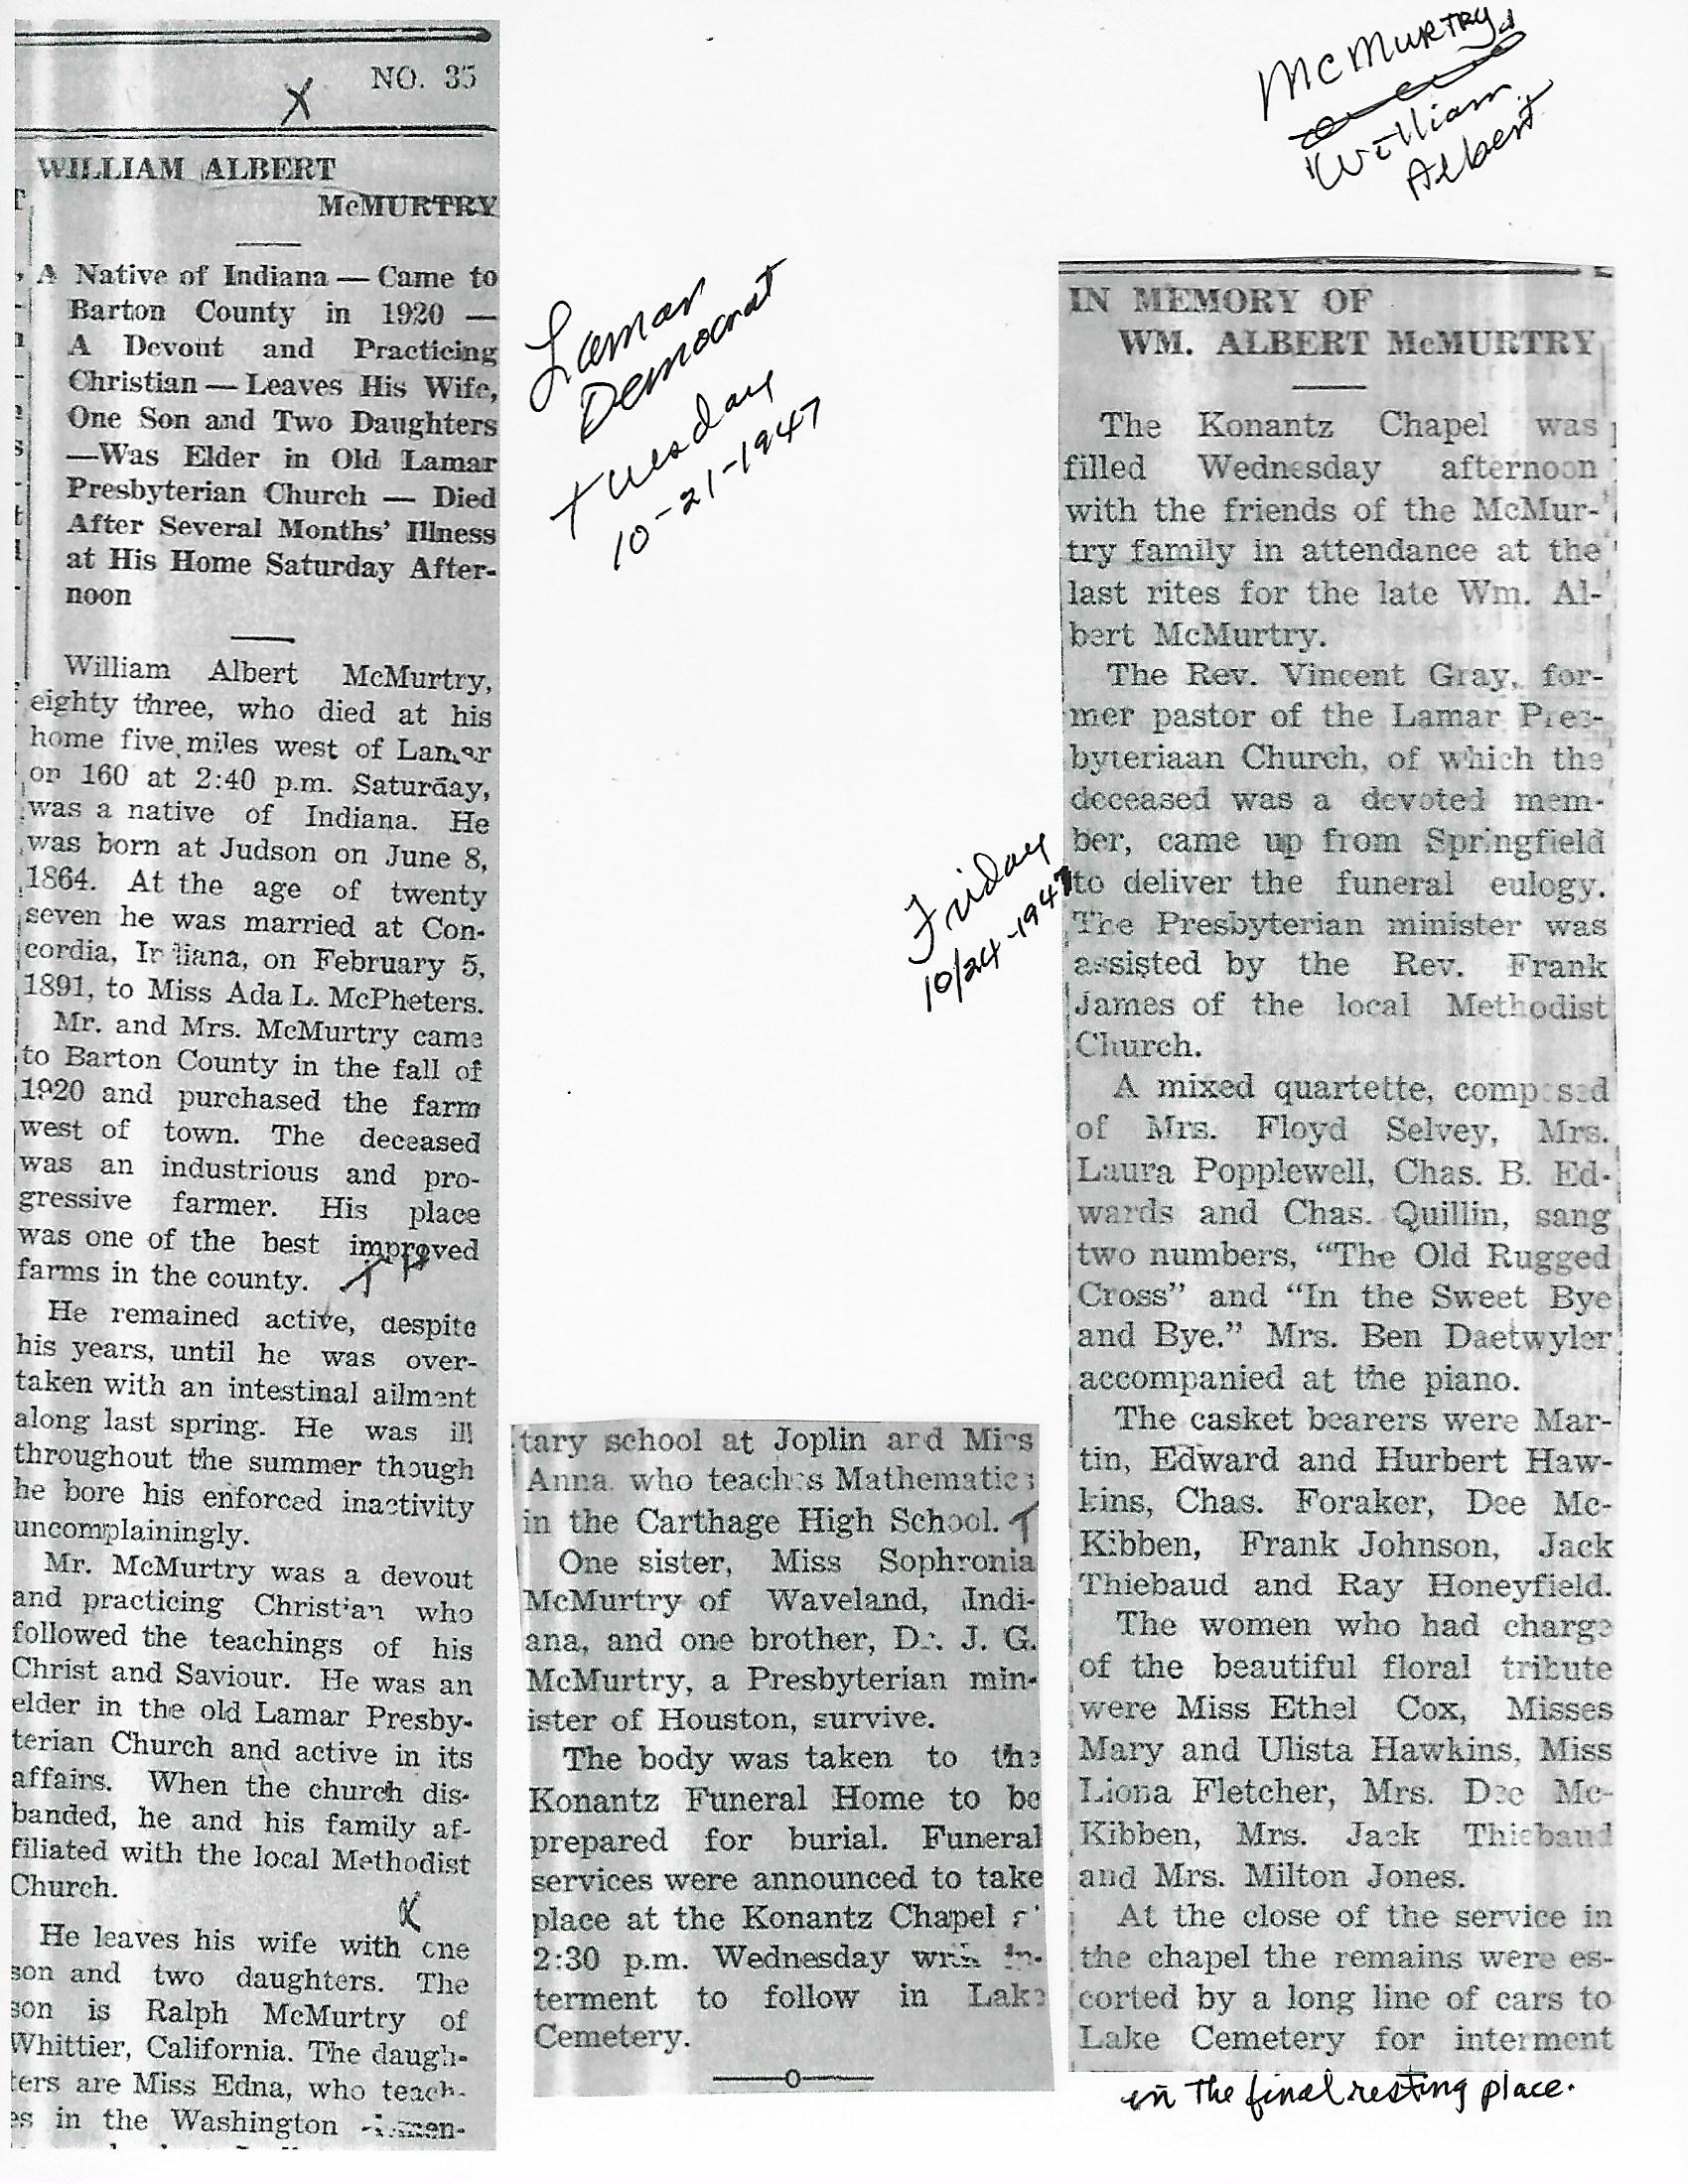 NO. 35
X
WILLIAM ALBERT
McMURTRY
A Native of Indiana — Came to
Barton County in 1920 —
A Devout and Practicing
Christian — Leaves His Wife,
One Son and Two Daughters
—Was Elder in Old Lamar
Presbyterian Church — Died
After Several Months' Illness
at His Home Saturday After-
noon
William Albert McMurtry,
eighty three, who died at his
home five miles west of Lamar
on 160 at 2:40 p.m. Saturday,
was a native of Indiana. He
was born at Judson on June 8,
1864. At the age of twenty
seven he was married at Con-
cordia, Indiana, on February 5,
1891, to Miss Ada L. McPheters.
Mr. and Mrs. McMurtry came
to Barton County in the fall of
1920 and purchased the farm
west of town. The deceased
was an industrious and pro-
gressive farmer. His place
was one of the best improved
farms in the county.
He remained active, despite
his years, until he was over-
taken with an intestinal ailment
along last spring. He was ill
throughout the summer though
he bore his enforced inactivity
uncomplainingly.
Mr. McMurtry was a devout
and practicing Christian who
followed the teachings of his
Christ and Saviour. He was an
elder in the old Lamar Presby-
terian Church and active in its
affairs. When the church dis-
banded, he and his family af-
filiated with the local Methodist
Church.
He leaves his wife with one
son and two daughters. The
son is Ralph McMurtry of
Whittier, California. The daugh-
ters are Miss Edna, who teach-
es in the Washington
Lamar
Democrat
Tuesday
10-21-1947
tary school at Joplin and Miss
Anna who teaches Mathematics
in the Carthage High School.
One sister, Miss Sophronia
McMurtry of Waveland, Indi-
ana, and one brother, Dr. J. G.
McMurtry, a Presbyterian min-
ister of Houston, survive.
The body was taken to the
Konantz Funeral Home to be
prepared for burial. Funeral
services were announced to take
place at the Konantz Chapel
2:30 p.m. Wednesday with in-
terment to follow in Lake
Cemetery.
McMurtry,
William
Albert
Friday
10/24-1947
IN MEMORY OF
WM. ALBERT McMURTRY
The Konantz Chapel was
filled Wednesday afternoon
with the friends of the McMur-
try family in attendance at the
last rites for the late Wm. Al-
bert McMurtry.
The Rev. Vincent Gray, for-
mer pastor of the Lamar Pres-
byteriaan Church, of which the
deceased was a devoted mem-
ber, came up from Springfield
to deliver the funeral eulogy.
The Presbyterian minister was
assisted by the Rev. Frank
James of the local Methodist
Church.
A mixed quartette, composed
of Mrs. Floyd Selvey, Mrs.
Laura Popplewell, Chas. B. Ed-
wards and Chas. Quillin, sang
two numbers, "The Old Rugged
Cross" and "In the Sweet Bye
and Bye." Mrs. Ben Daetwyler
accompanied at the piano.
The casket bearers were Mar-
tin, Edward and Hurbert Haw-
kins, Chas. Foraker, Dee Mc-
Kibben, Frank Johnson, Jack
Thiebaud and Ray Honeyfield.
The women who had charge
of the beautiful floral tribute
were Miss Ethel Cox, Misses
Mary and Ulista Hawkins, Miss
Liona Fletcher, Mrs. Dee Mc-
Kibben, Mrs. Jack Thiebaud
and Mrs. Milton Jones.
At the close of the service in
the chapel the remains were es-
corted by a long line of cars to
Lake Cemetery for interment
in the final resting place.